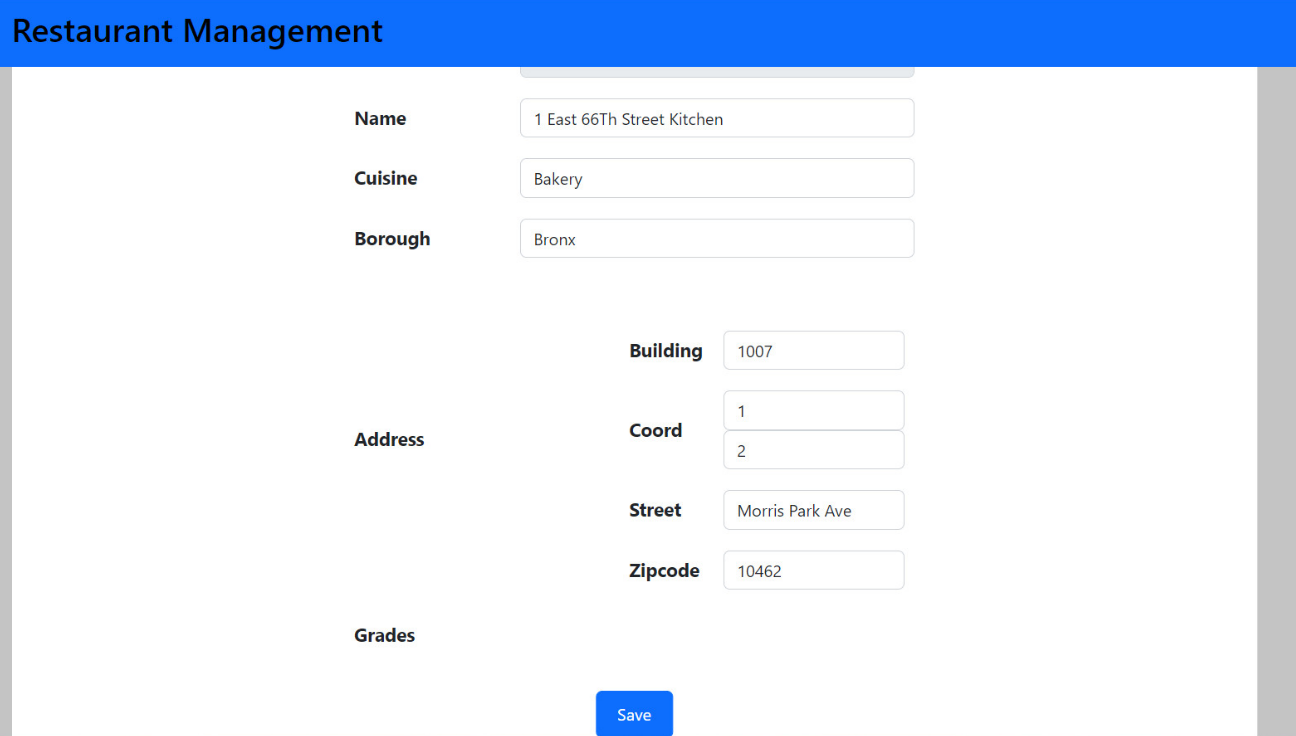 Restaurant Management
Name 1 East 66Th Street Kitchen
Cuisine Bakery
Borough Bronx
Building 1007
Address
Coord 1
2
Street Morris Park Ave
Zipcode 10462
Grades
Save